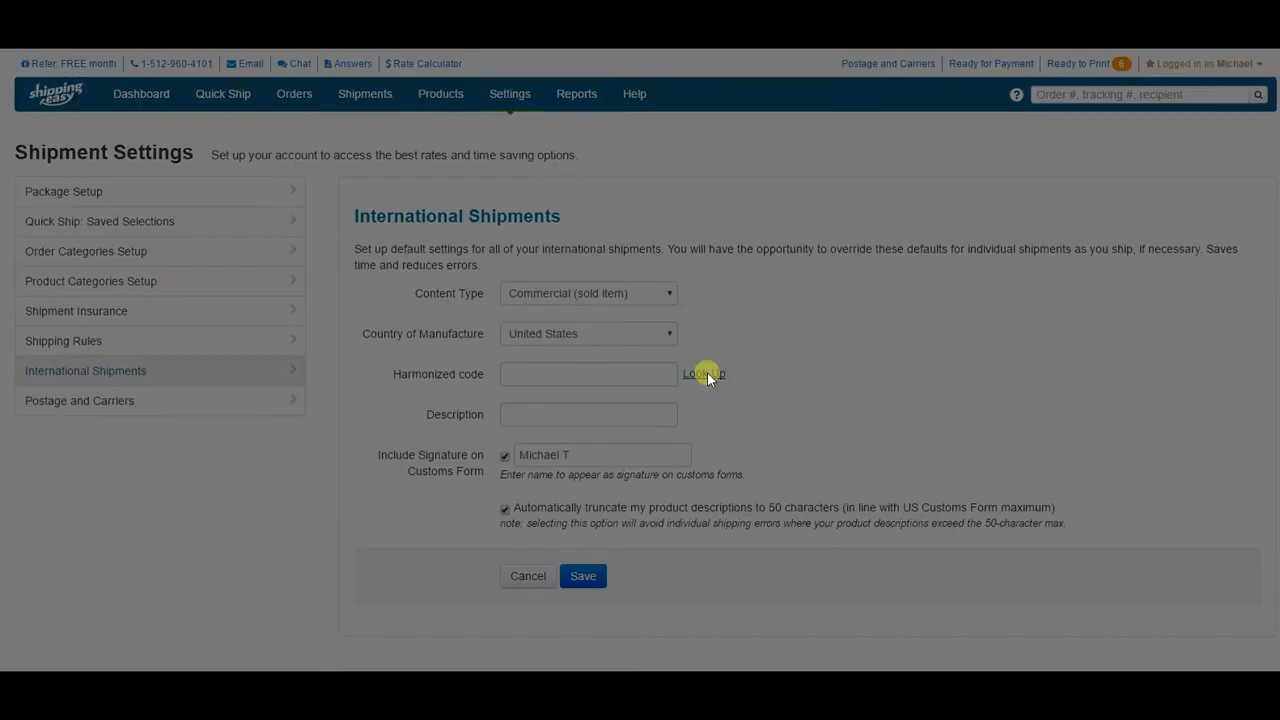 Refer: FREE month
1-512-960-4101
Email
Chat
Answers
$ Rate Calculator
Postage and Carriers
Ready for Payment
Ready to Print 6
Logged in as Michael
shipping easy
Dashboard
Quick Ship
Orders
Shipments
Products
Settings
Reports
Help
?
Order #, tracking #, recipient
Shipment Settings
Set up your account to access the best rates and time saving options.
Package Setup
Quick Ship: Saved Selections
Order Categories Setup
Product Categories Setup
Shipment Insurance
Shipping Rules
International Shipments
Postage and Carriers
International Shipments
Set up default settings for all of your international shipments. You will have the opportunity to override these defaults for individual shipments as you ship, if necessary. Saves
time and reduces errors.
Content Type
Commercial (sold item)
Country of Manufacture
United States
Harmonized code
Look Up
Description
Include Signature on
Customs Form
Michael T
Enter name to appear as signature on customs forms.
Automatically truncate my product descriptions to 50 characters (in line with US Customs Form maximum)
note: selecting this option will avoid individual shipping errors where your product descriptions exceed the 50-character max.
Cancel
Save